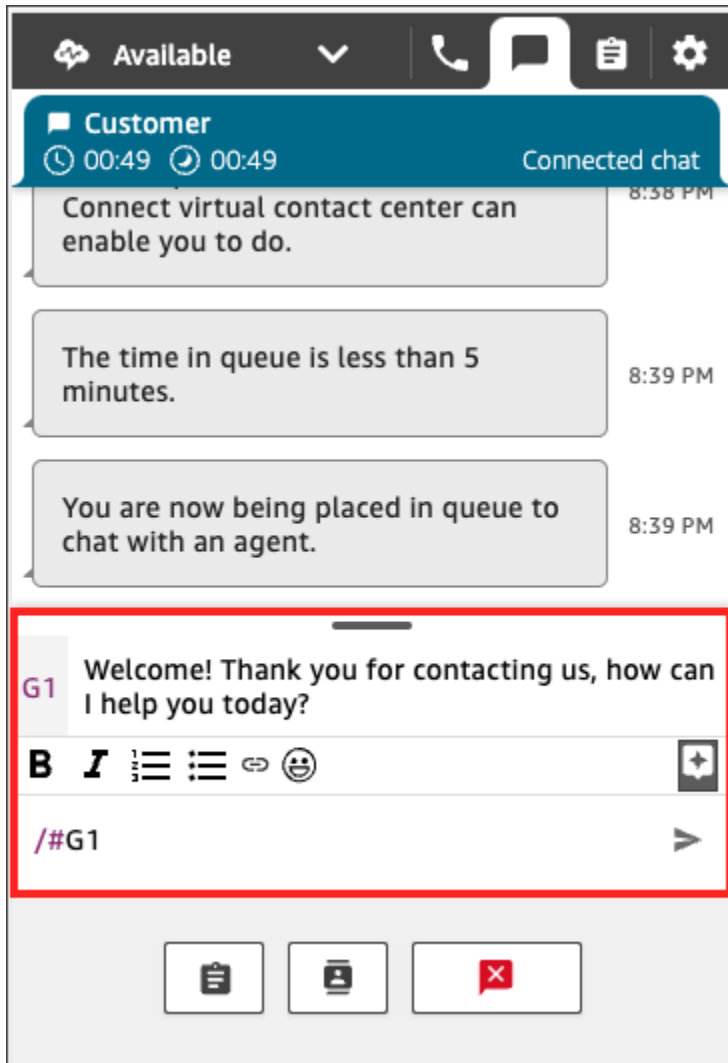 Available
Customer
00:49 00:49 Connected chat
8:38 PM
Connect virtual contact center can
enable you to do.
The time in queue is less than 5
minutes.
8:39 PM
You are now being placed in queue to
chat with an agent.
8:39 PM
G1
Welcome! Thank you for contacting us, how can
I help you today?
B I
/#G1